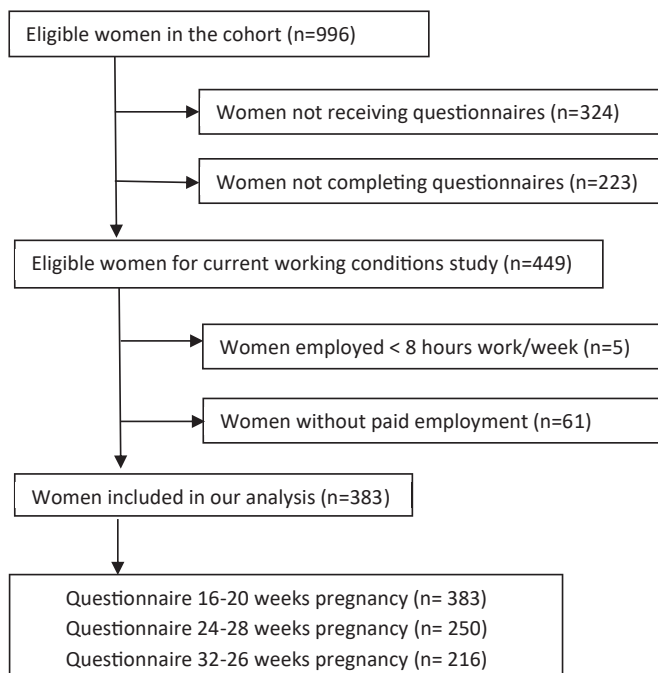 Eligible women in the cohort (n=996)
Women not receiving questionnaires (n=324)
Women not completing questionnaires (n=223)
Eligible women for current working conditions study (n=449)
Women employed < 8 hours work/week (n=5)
Women without paid employment (n=61)
Women included in our analysis (n=383)
Questionnaire 16-20 weeks pregnancy (n= 383)
Questionnaire 24-28 weeks pregnancy (n= 250)
Questionnaire 32-26 weeks pregnancy (n= 216)